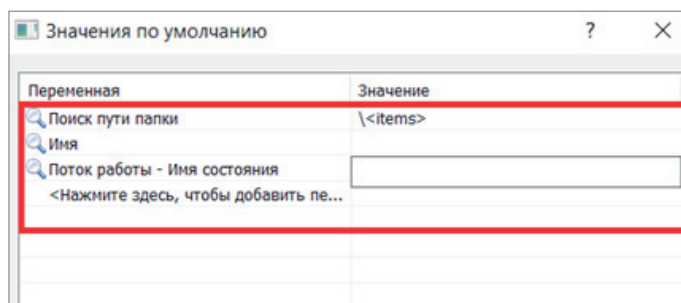 Значения по умолчанию ?
Переменная Значение
Поиск пути папки \<items>
Имя
Поток работы - Имя состояния
<Нажмите здесь, чтобы добавить пе...